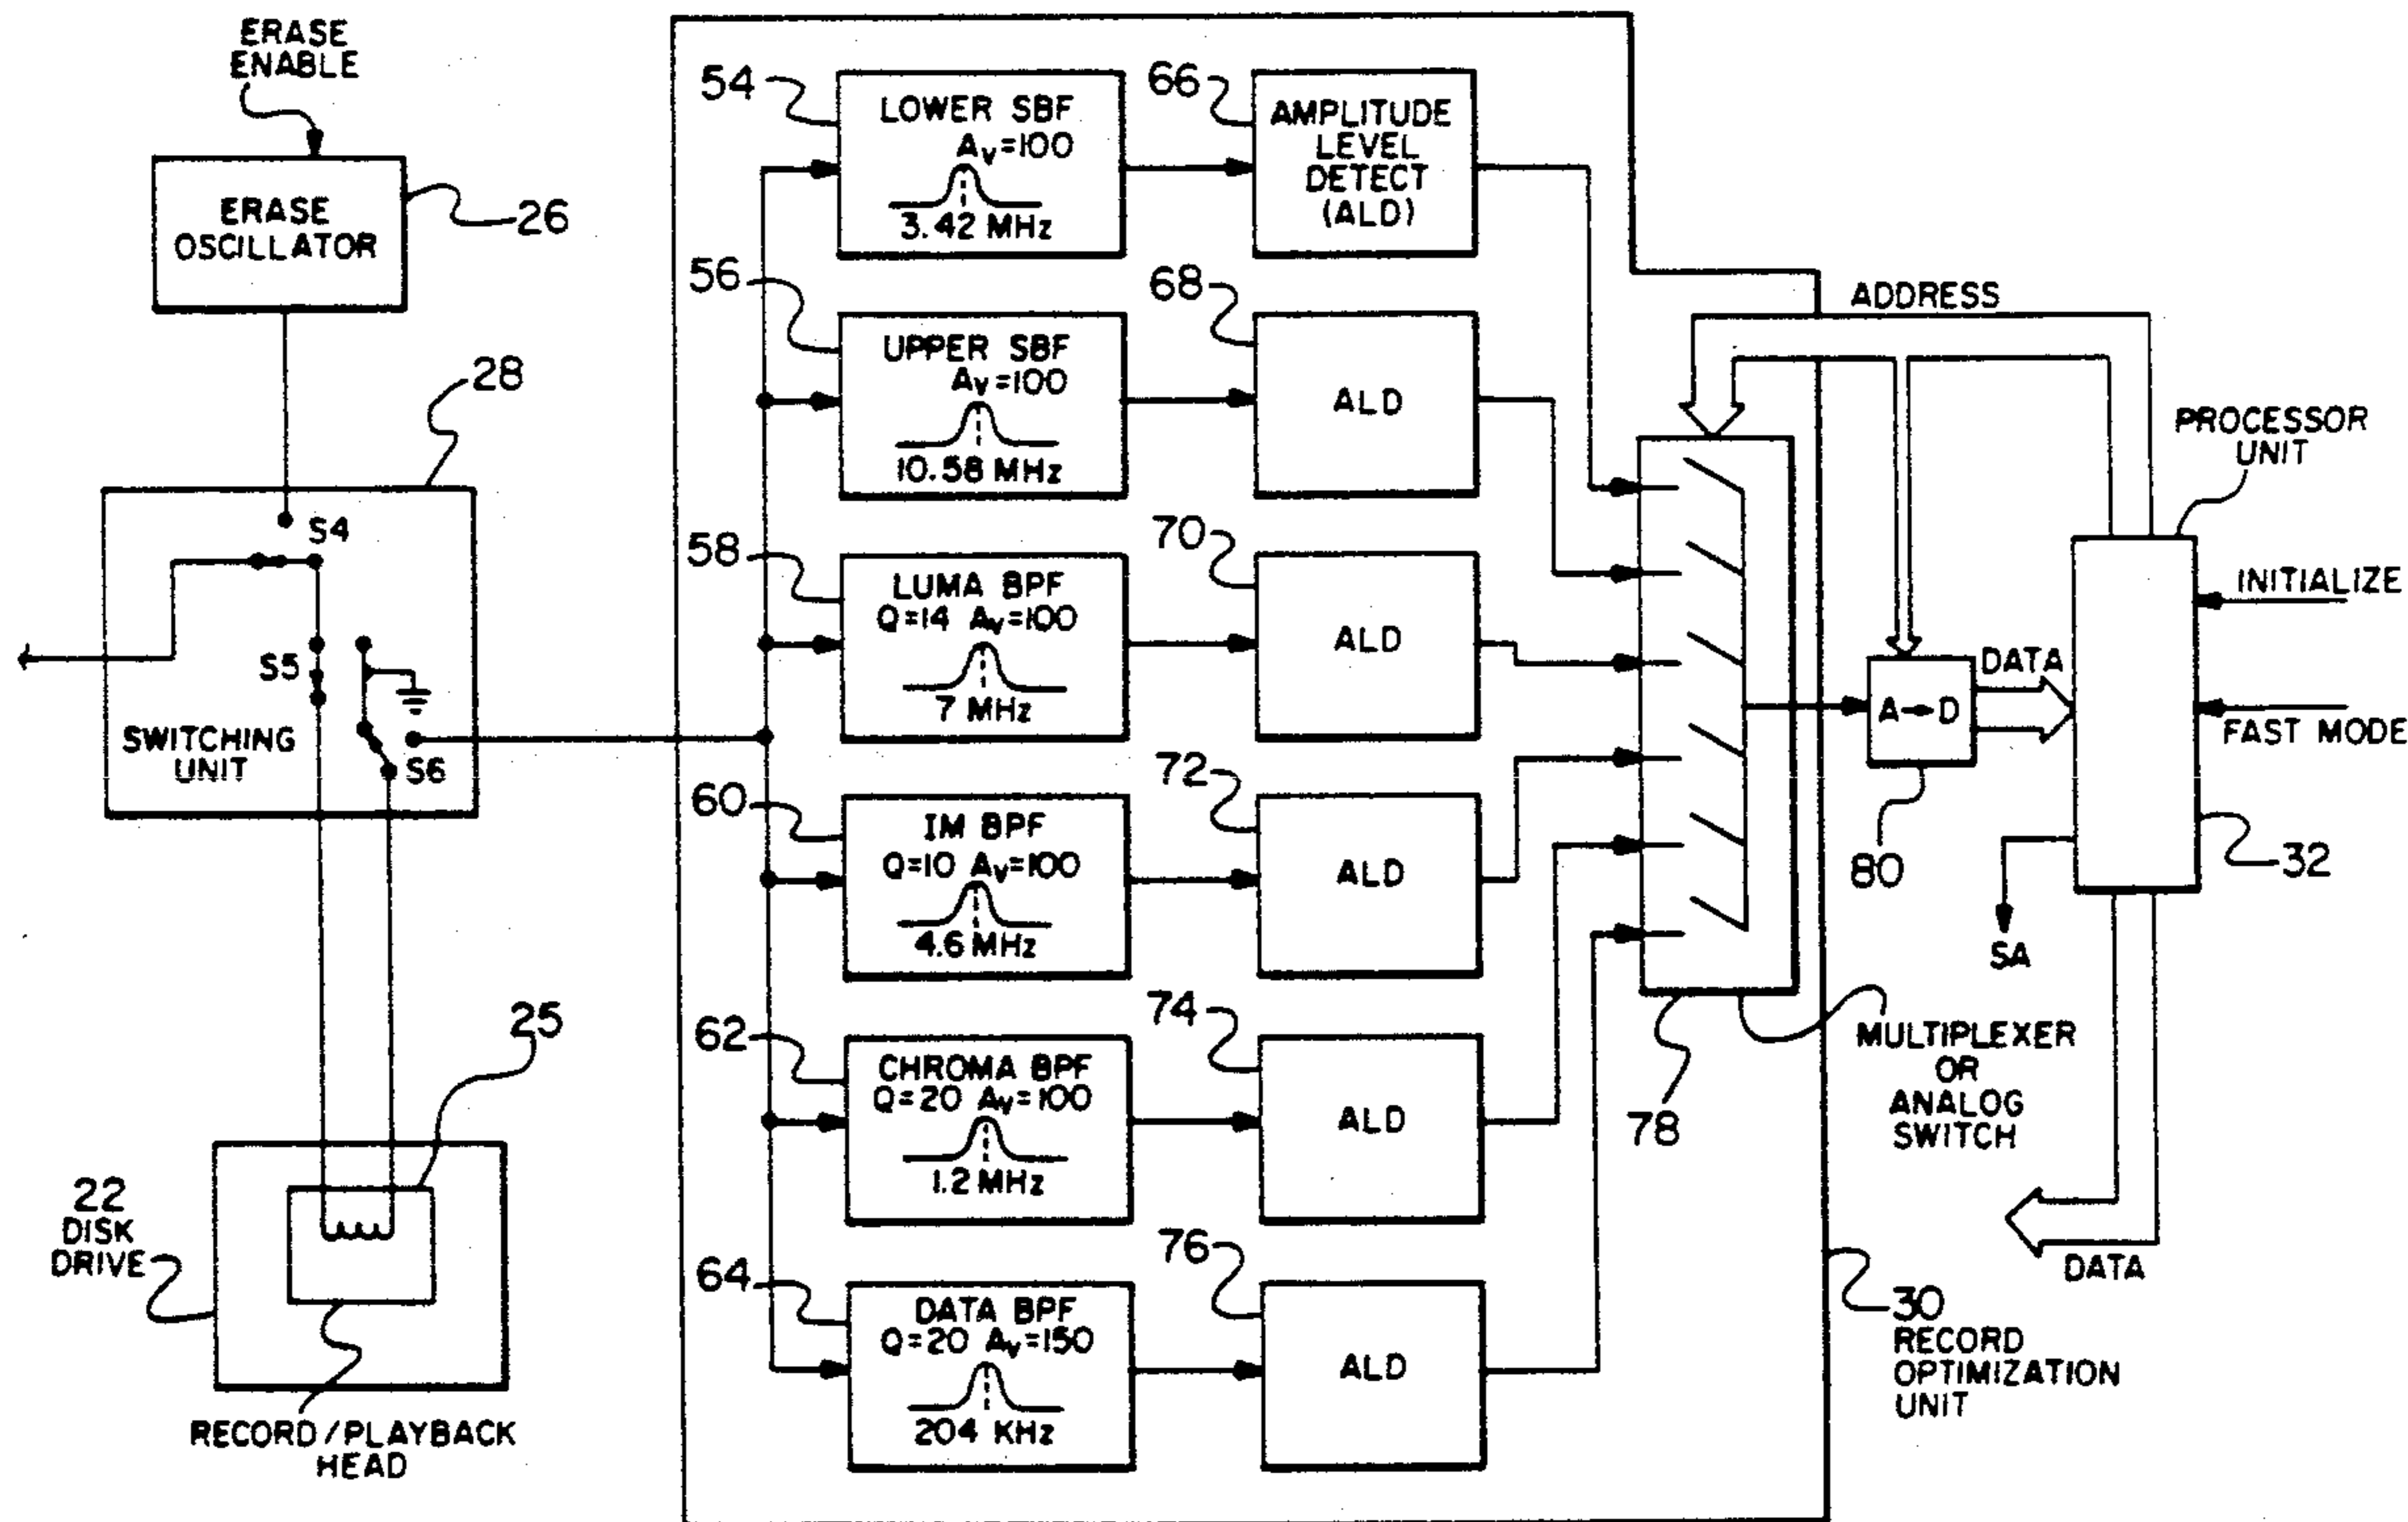 ERASE
ENABLE
ERASE
OSCILLATOR
26
28
S4
S5
S6
SWITCHING
UNIT
25
22
DISK
DRIVE
RECORD/PLAYBACK
HEAD
54
LOWER SBF
Av=100
3.42 MHz
66
AMPLITUDE
LEVEL
DETECT
(ALD)
56
UPPER SBF
Av=100
10.58 MHz
68
ALD
58
LUMA BPF
Q=14 Av=100
7 MHz
70
ALD
60
IM BPF
Q=10 Av=100
4.6 MHz
72
ALD
62
CHROMA BPF
Q=20 Av=100
1.2 MHz
74
ALD
64
DATA BPF
Q=20 Av=150
204 KHz
76
ALD
ADDRESS
PROCESSOR
UNIT
INITIALIZE
DATA
A→D
FAST MODE
80
32
SA
78
MULTIPLEXER
OR
ANALOG
SWITCH
DATA
30
RECORD
OPTIMIZATION
UNIT